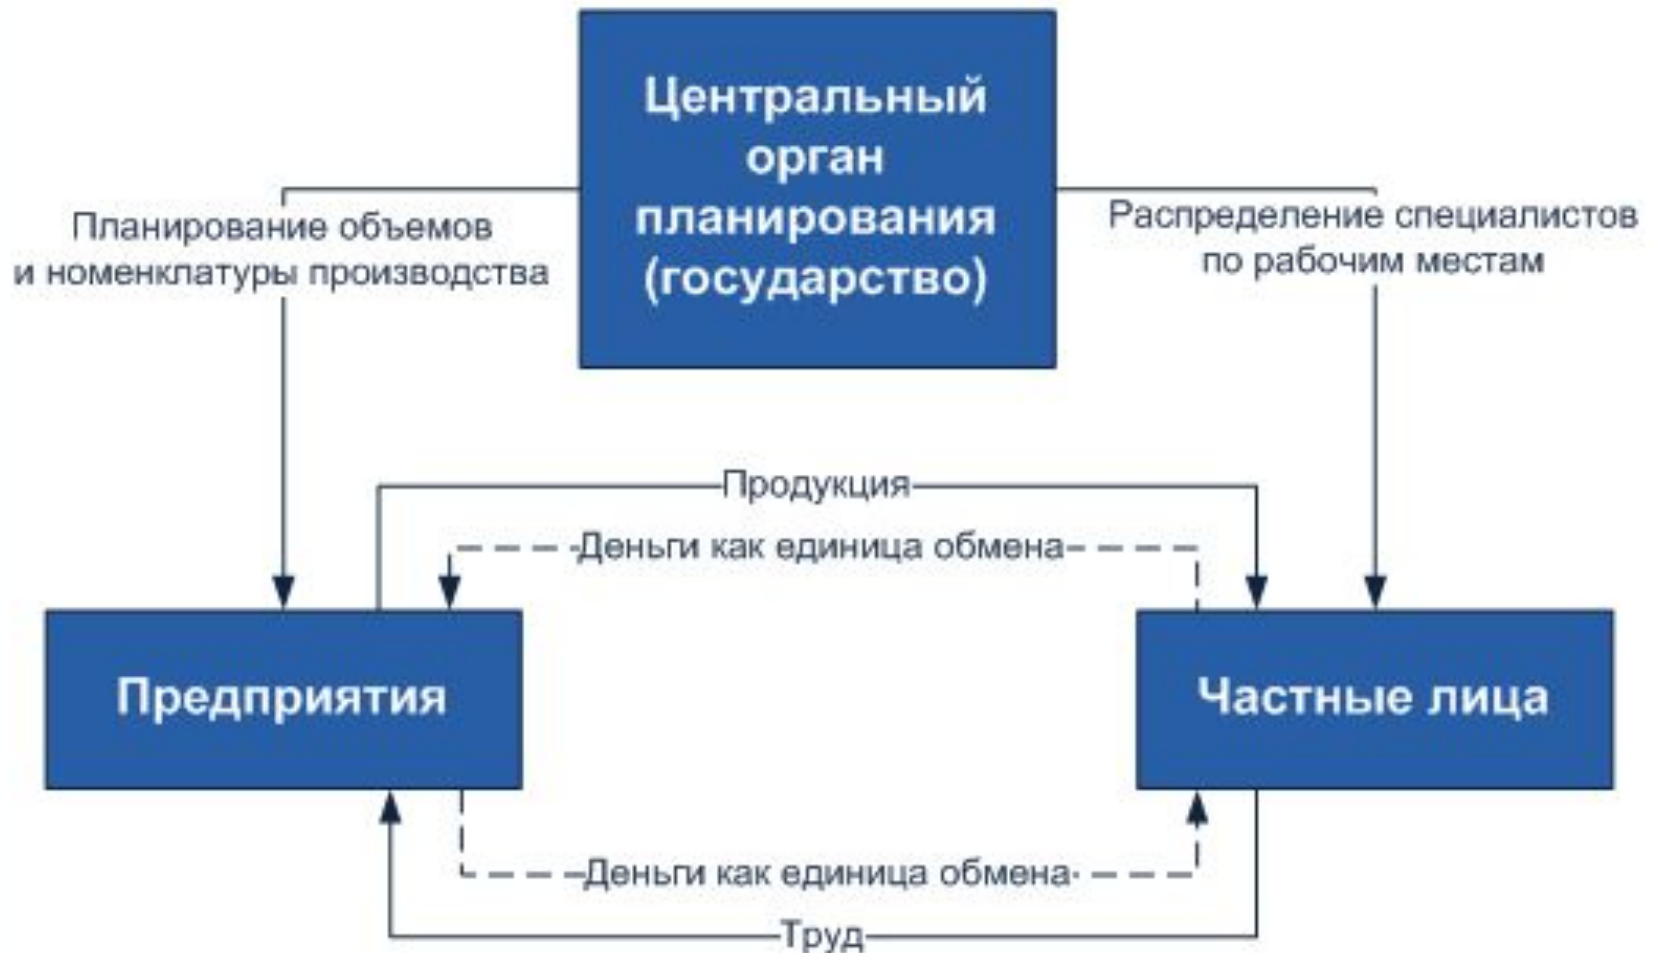 Центральный
орган
планирования
(государство)
Планирование объемов
и номенклатуры производства
Распределение специалистов
по рабочим местам
Продукция
Деньги как единица обмена
Предприятия
Частные лица
Деньги как единица обмена
Труд